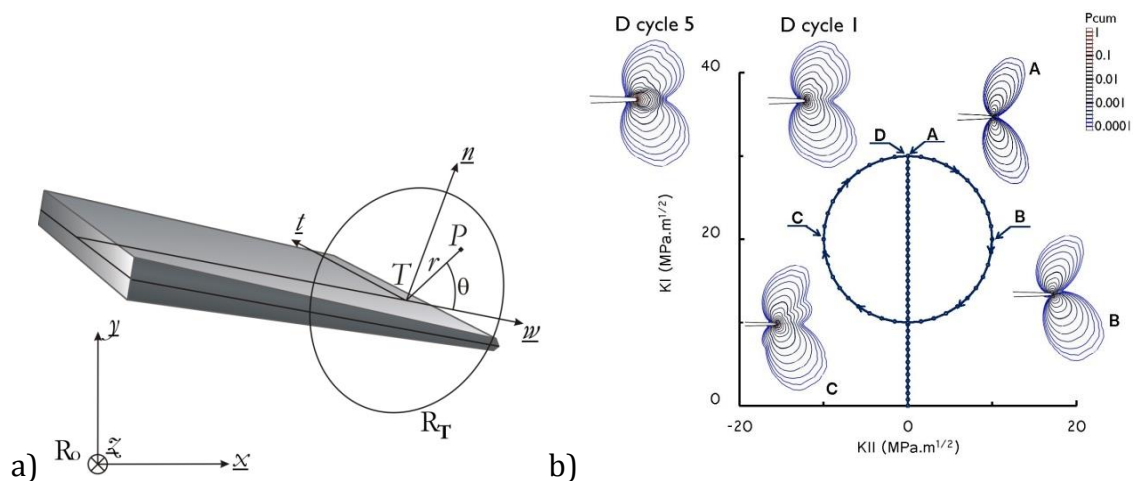 a)
n
t
P
T
r
θ
w
R_T
y
R₀
z
x
b)
D cycle 5
D cycle 1
Pcum
1
0.1
0.01
0.001
0.0001
A
B
C
D
A
B
C
40
20
0
KI (MPa.m^{1/2})
-20
0
20
KII (MPa.m^{1/2})